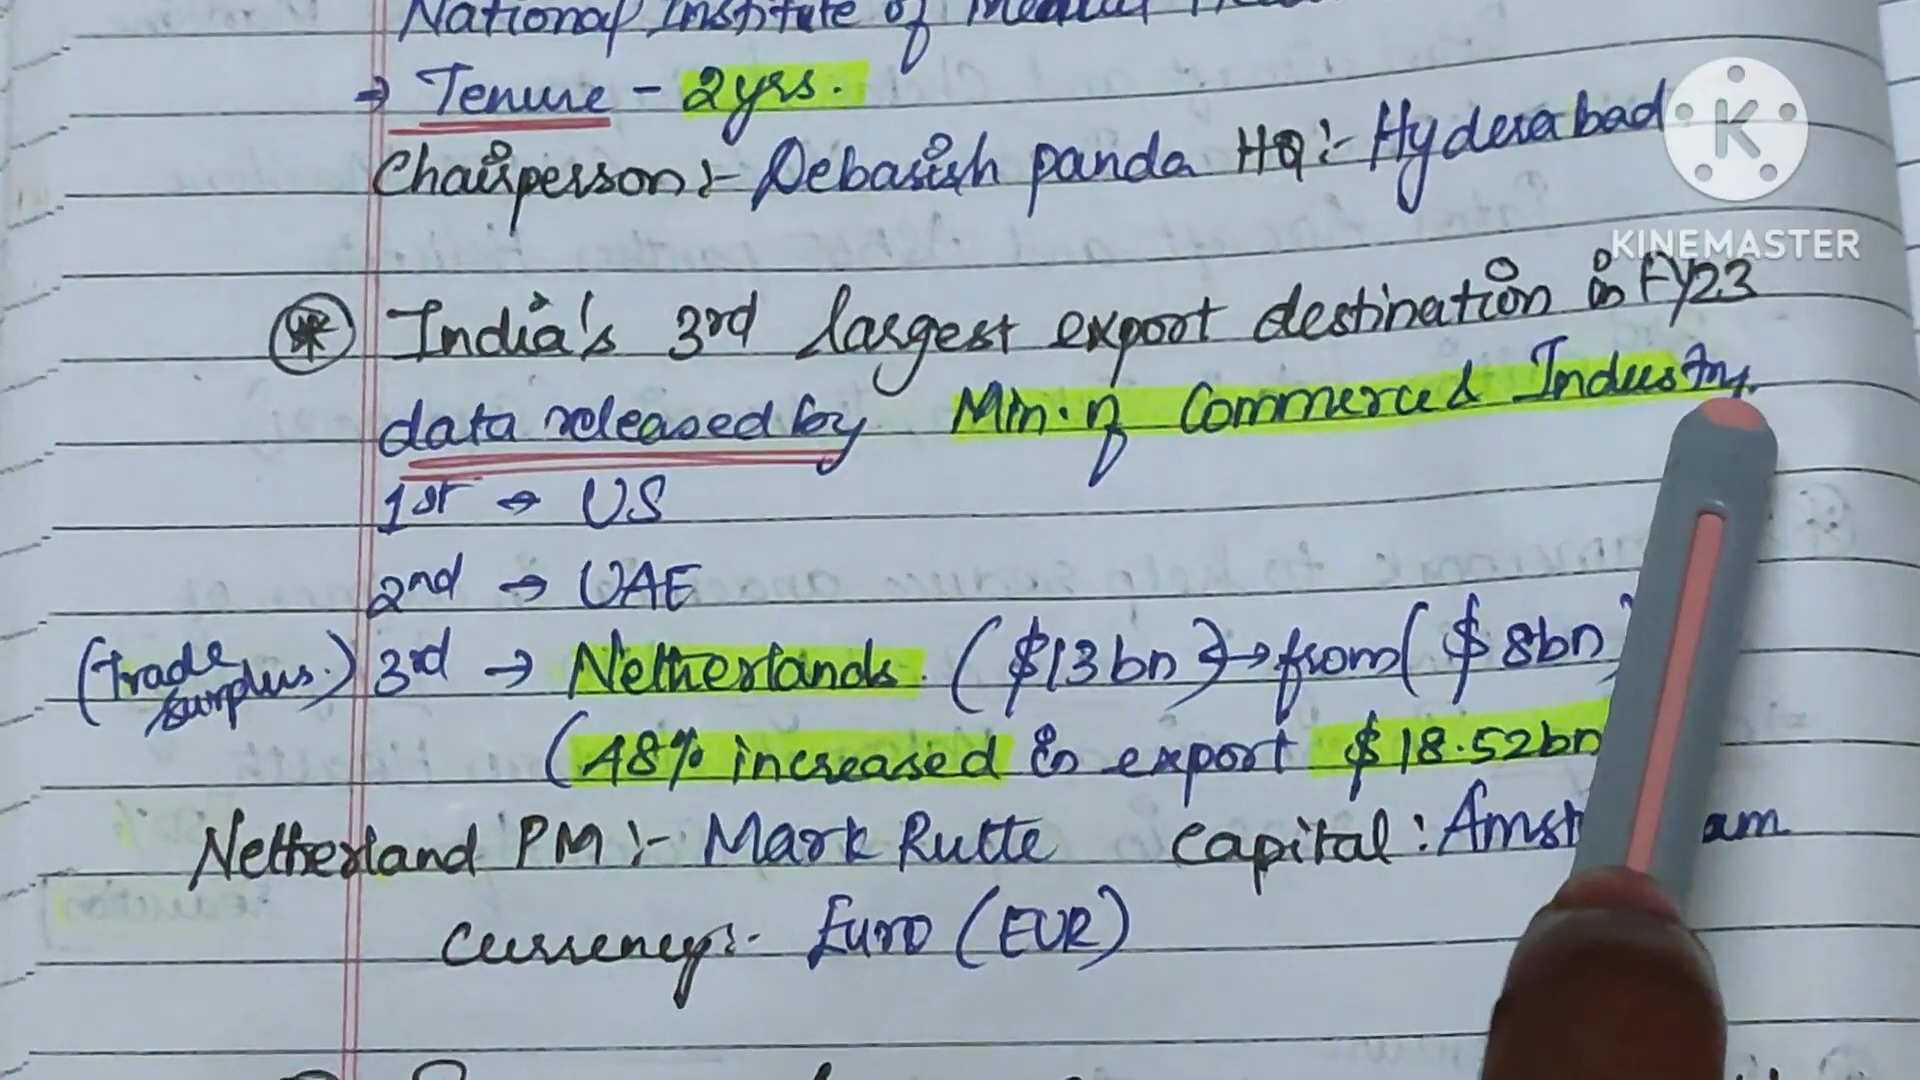 National Institute of Mental
→ Tenure - 2yrs.
Chairperson:- Debasish panda HQ:- Hyderabad
KINEMASTER
India's 3rd largest export destination in FY23
data released by Min. of Commerce & Industry.
1st → US
2nd → UAE
(trade surplus.) 3rd → Netherlands. ($13bn) → from ($8bn
(48% increased in export $18.52bn
Netherland PM:- Mark Rutte capital: Amst am
Currency:- Euro (EUR)